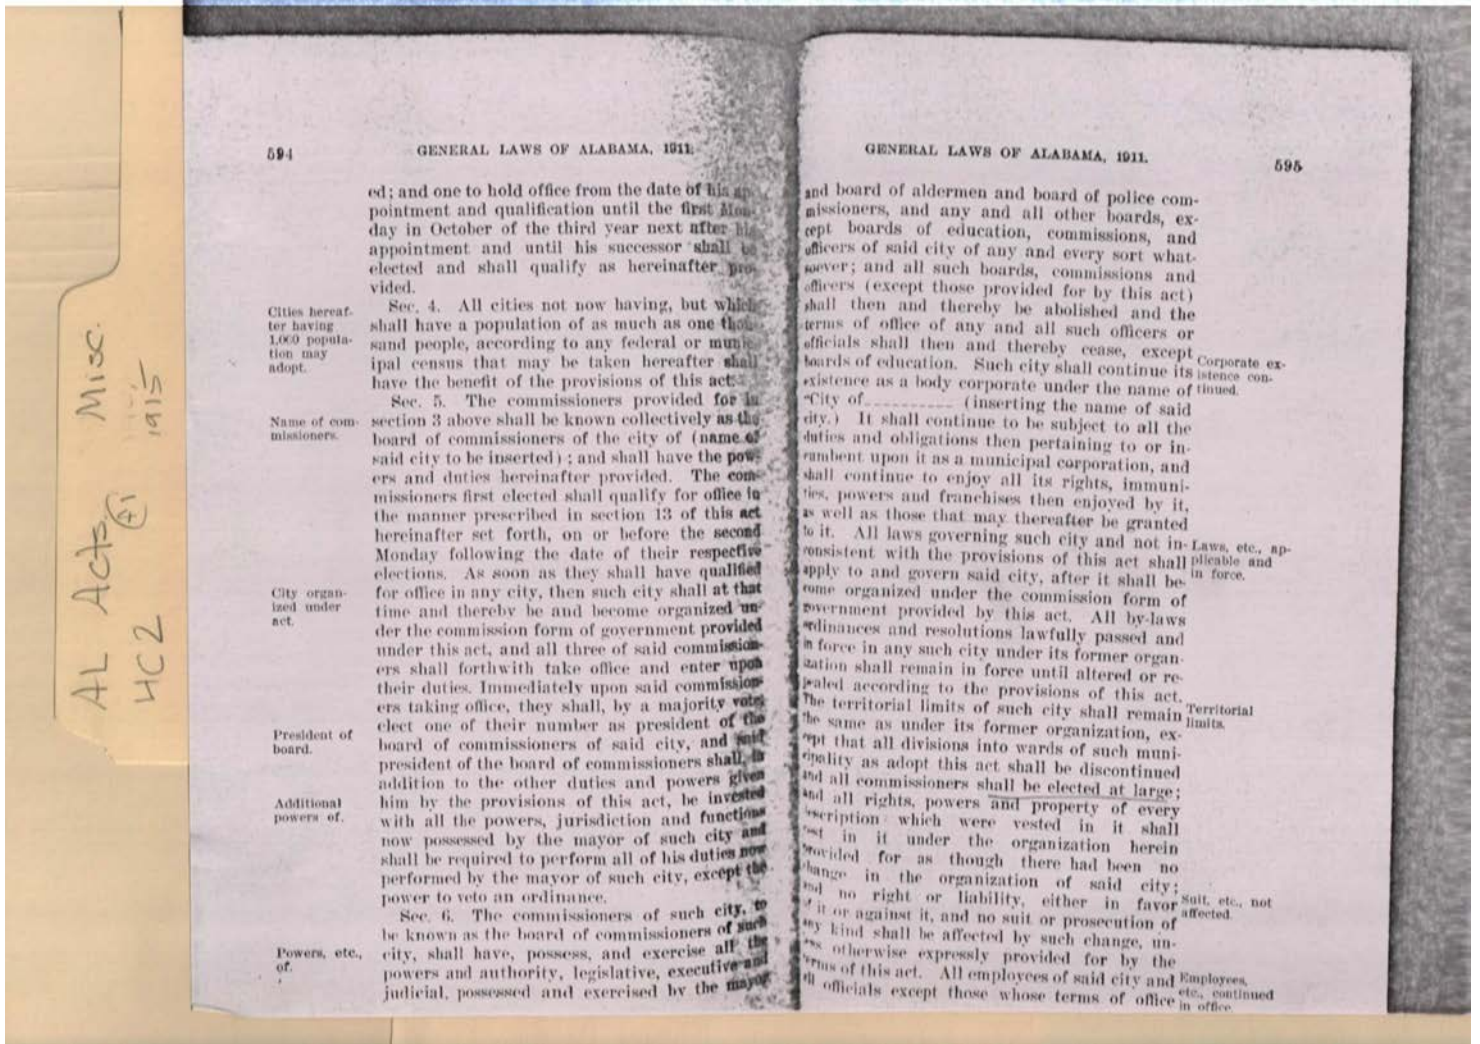 AL Acts Misc.
41
HC2 1915
594
GENERAL LAWS OF ALABAMA, 1911.
ed; and one to hold office from the date of his ap-
pointment and qualification until the first Mon-
day in October of the third year next after his
appointment and until his successor shall be
elected and shall qualify as hereinafter pro-
vided.
Cities hereaf-
ter having
1,000 popula-
tion may
adopt.
Sec. 4. All cities not now having, but which
shall have a population of as much as one thou-
sand people, according to any federal or munic-
ipal census that may be taken hereafter shall
have the benefit of the provisions of this act.
Name of com-
missioners.
Sec. 5. The commissioners provided for in
section 3 above shall be known collectively as the
board of commissioners of the city of (name of
said city to be inserted); and shall have the pow-
ers and duties hereinafter provided. The com-
missioners first elected shall qualify for office in
the manner prescribed in section 13 of this act
hereinafter set forth, on or before the second
Monday following the date of their respective
elections. As soon as they shall have qualified
City organ-
ized under
act.
for office in any city, then such city shall at that
time and thereby be and become organized un-
der the commission form of government provided
under this act, and all three of said commission-
ers shall forthwith take office and enter upon
their duties. Immediately upon said commission-
ers taking office, they shall, by a majority vote,
elect one of their number as president of the
President of
board.
board of commissioners of said city, and said
president of the board of commissioners shall, in
addition to the other duties and powers given
Additional
powers of.
him by the provisions of this act, be invested
with all the powers, jurisdiction and functions
now possessed by the mayor of such city and
shall be required to perform all of his duties now
performed by the mayor of such city, except the
power to veto an ordinance.
Sec. 6. The commissioners of such city, to
be known as the board of commissioners of such
Powers, etc.,
of.
city, shall have, possess, and exercise all the
powers and authority, legislative, executive and
judicial, possessed and exercised by the mayor
GENERAL LAWS OF ALABAMA, 1911.
595
and board of aldermen and board of police com-
missioners, and any and all other boards, ex-
cept boards of education, commissions, and
officers of said city of any and every sort what-
soever; and all such boards, commissions and
officers (except those provided for by this act)
shall then and thereby be abolished and the
terms of office of any and all such officers or
officials shall then and thereby cease, except
boards of education. Such city shall continue its
existence as a body corporate under the name of
Corporate ex-
istence con-
tinued.
"City of__________ (inserting the name of said
city.) It shall continue to be subject to all the
duties and obligations then pertaining to or in-
cumbent upon it as a municipal corporation, and
shall continue to enjoy all its rights, immuni-
ties, powers and franchises then enjoyed by it,
as well as those that may thereafter be granted
to it. All laws governing such city and not in-
consistent with the provisions of this act shall
apply to and govern said city, after it shall be-
Laws, etc., ap-
plicable and
in force.
come organized under the commission form of
government provided by this act. All by-laws
ordinances and resolutions lawfully passed and
in force in any such city under its former organ-
ization shall remain in force until altered or re-
pealed according to the provisions of this act.
The territorial limits of such city shall remain
Territorial
limits.
the same as under its former organization, ex-
cept that all divisions into wards of such muni-
cipality as adopt this act shall be discontinued
and all commissioners shall be elected at large;
and all rights, powers and property of every
description which were vested in it shall
vest in it under the organization herein
provided for as though there had been no
change in the organization of said city;
and no right or liability, either in favor
of it or against it, and no suit or prosecution of
Suit, etc., not
affected.
any kind shall be affected by such change, un-
less otherwise expressly provided for by the
terms of this act. All employees of said city and
all officials except those whose terms of office
Employees,
etc., continued
in office.